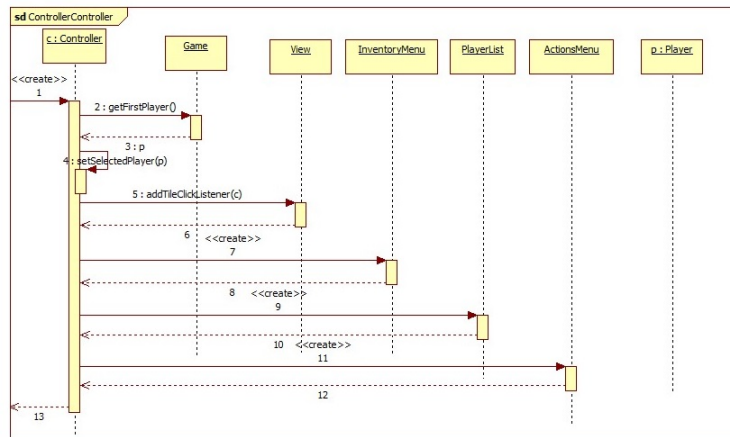 sd ControllerController
c : Controller
Game
View
InventoryMenu
PlayerList
ActionsMenu
p : Player
<<create>>
1
2 : getFirstPlayer()
3 : p
4 : setSelectedPlayer(p)
5 : addTileClickListener(c)
6
<<create>>
7
8
<<create>>
9
10
<<create>>
11
12
13